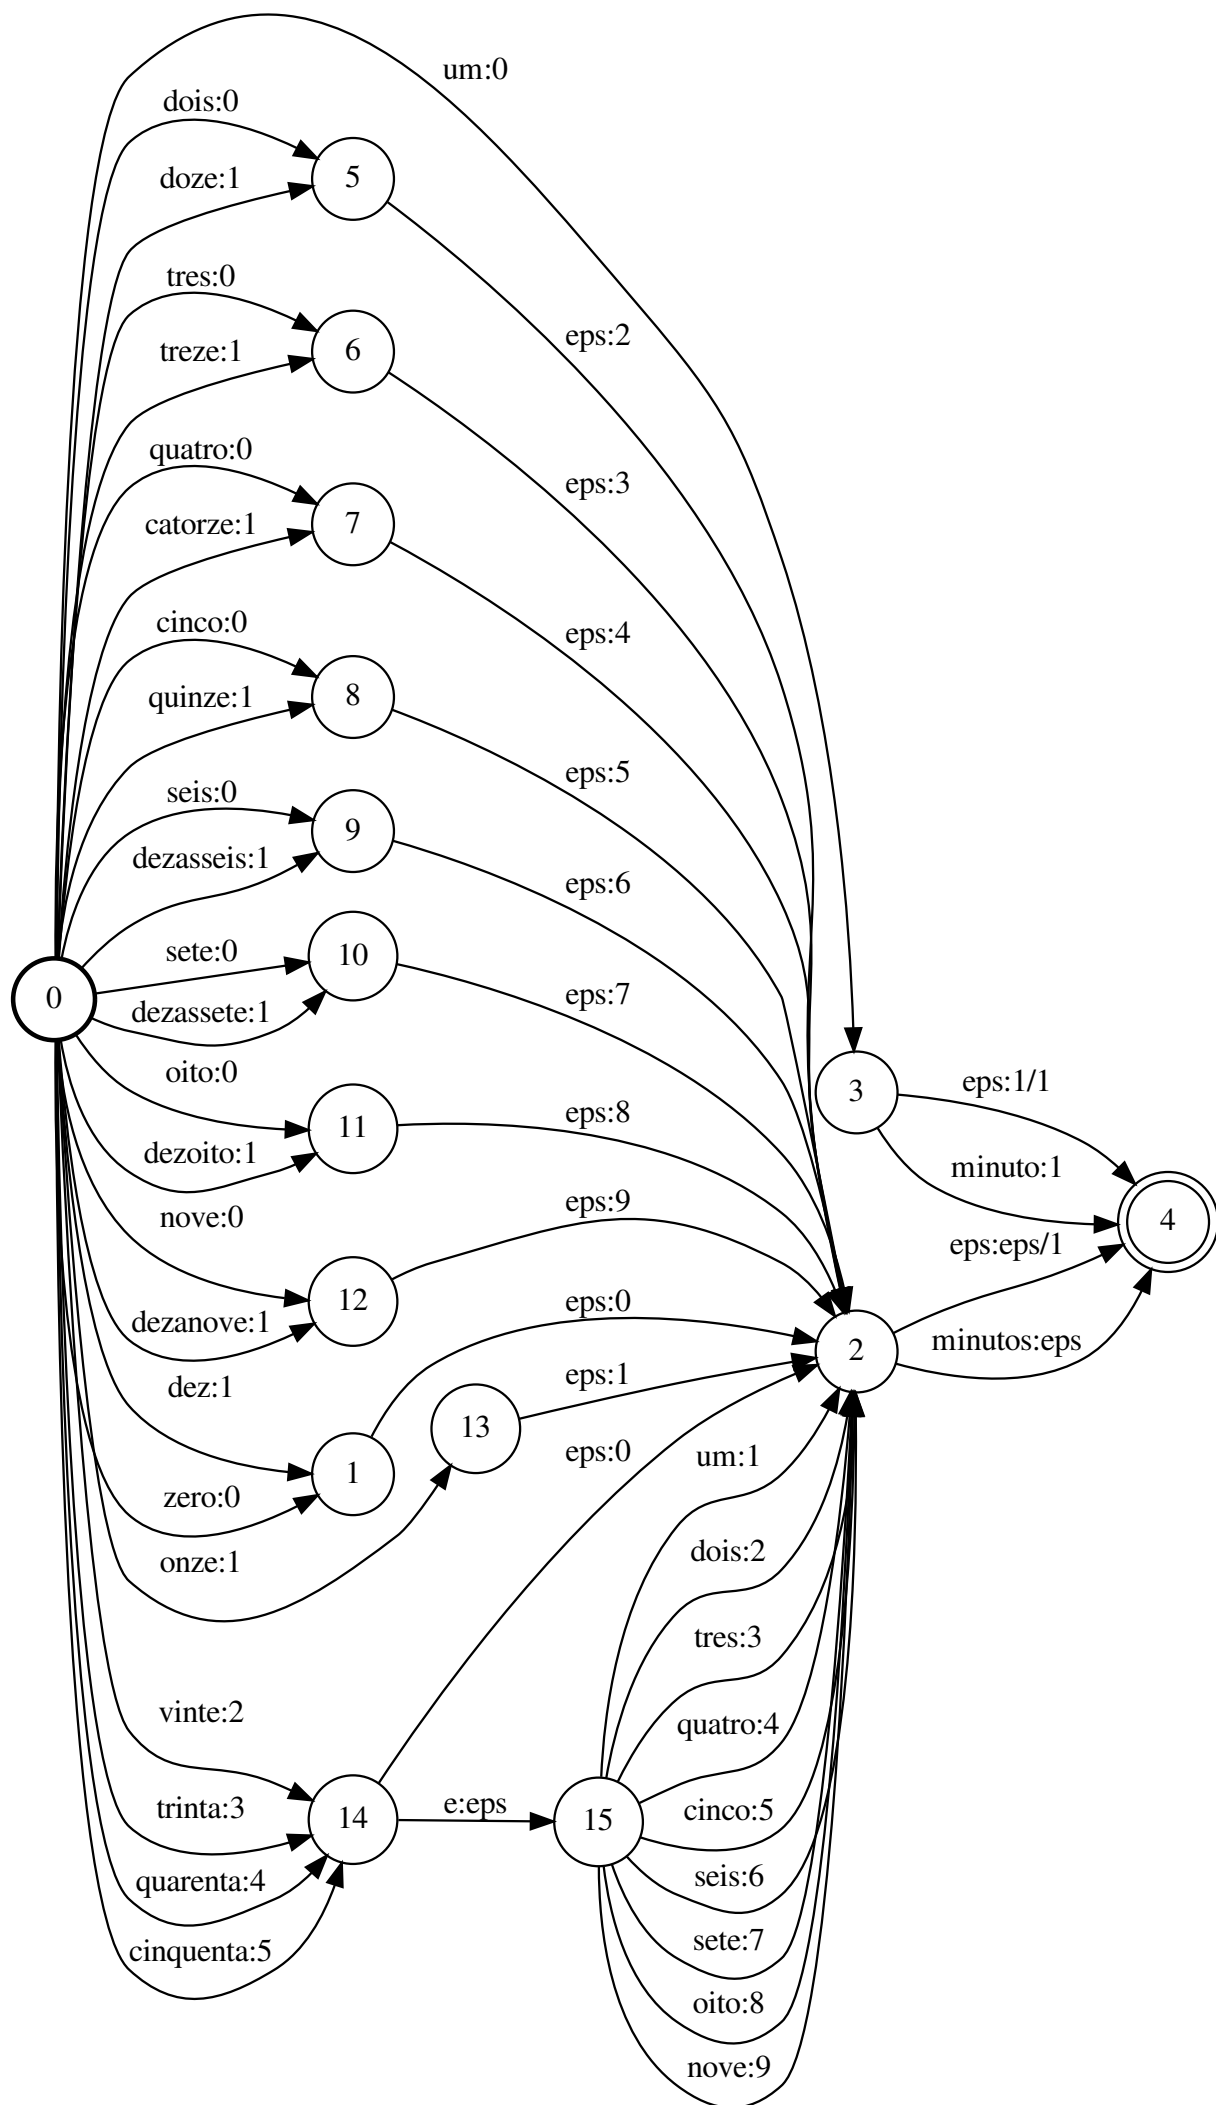 um:0
dois:0
doze:1
5
tres:0
treze:1
6
eps:2
quatro:0
catorze:1
7
eps:3
cinco:0
quinze:1
8
eps:4
seis:0
dezasseis:1
9
eps:5
eps:6
0
sete:0
dezassete:1
10
eps:7
oito:0
dezoito:1
11
eps:8
3
eps:1/1
minuto:1
nove:0
dezanove:1
12
eps:9
4
eps:eps/1
minutos:eps
dez:1
zero:0
1
eps:0
2
onze:1
13
eps:1
eps:0
um:1
dois:2
tres:3
quatro:4
cinco:5
seis:6
sete:7
oito:8
nove:9
vinte:2
trinta:3
quarenta:4
cinquenta:5
14
e:eps
15